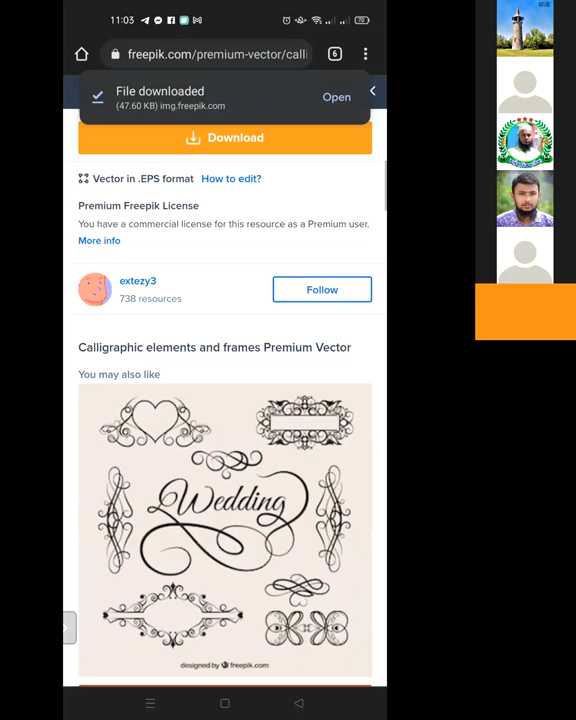 11:03
70
freepik.com/premium-vector/calli
6
File downloaded
(47.60 KB) img.freepik.com
Open
Download
Vector in .EPS format How to edit?
Premium Freepik License
You have a commercial license for this resource as a Premium user.
More info
extezy3
738 resources
Follow
Calligraphic elements and frames Premium Vector
You may also like
Wedding
designed by freepik.com